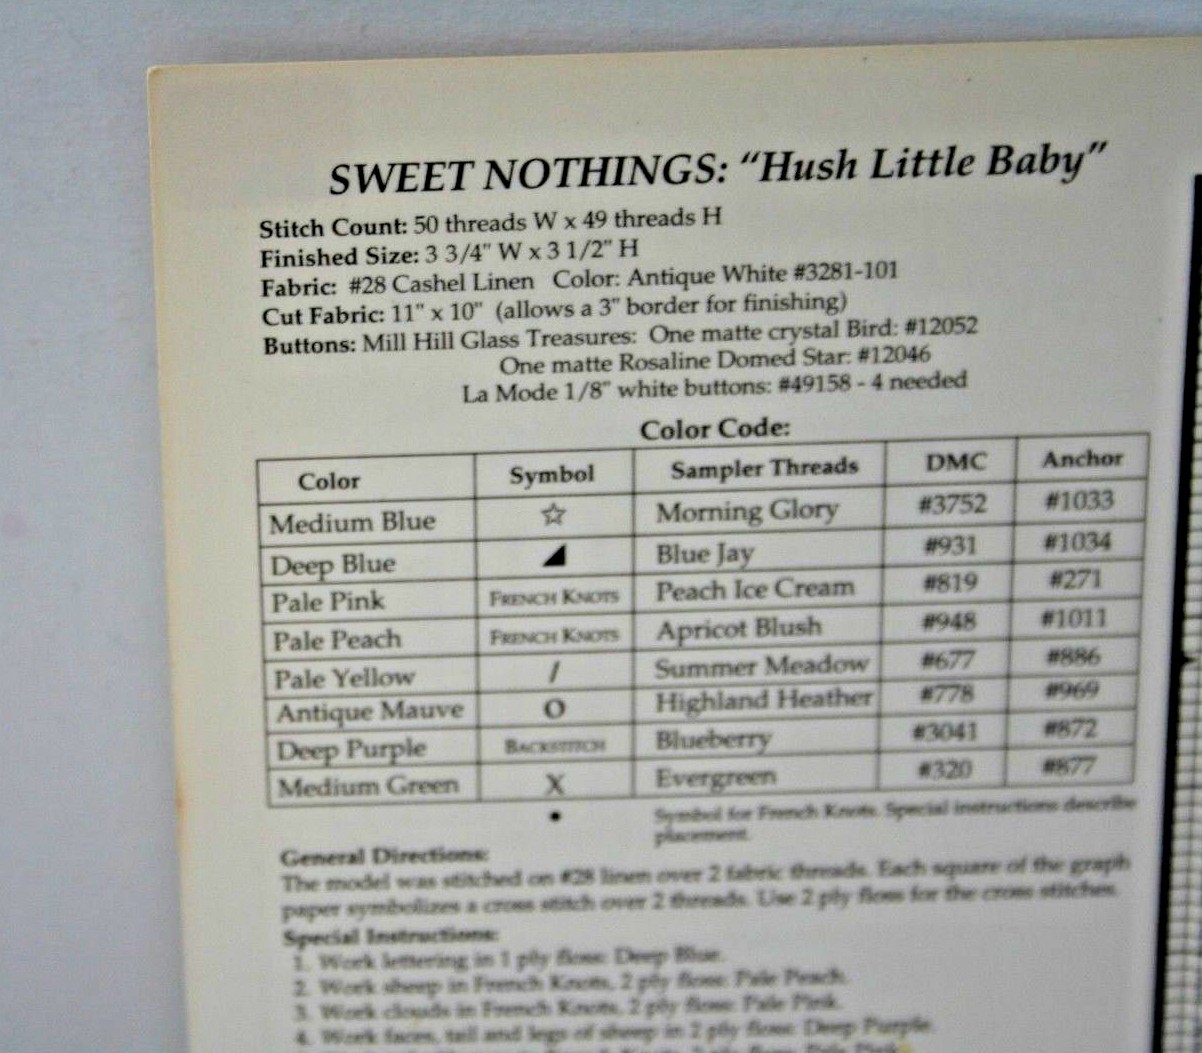 SWEET NOTHINGS: “Hush Little Baby”
Stitch Count: 50 threads W x 49 threads H
Finished Size: 3 3/4" W x 3 1/2" H
Fabric: #28 Cashel Linen Color: Antique White #3281-101
Cut Fabric: 11" x 10" (allows a 3" border for finishing)
Buttons: Mill Hill Glass Treasures: One matte crystal Bird: #12052
One matte Rosaline Domed Star: #12046
La Mode 1/8" white buttons: #49158 - 4 needed
Color Code:
Color Symbol Sampler Threads DMC Anchor
Medium Blue ☆ Morning Glory #3752 #1033
Deep Blue ◢ Blue Jay #931 #1034
Pale Pink FRENCH KNOTS Peach Ice Cream #819 #271
Pale Peach FRENCH KNOTS Apricot Blush #948 #1011
Pale Yellow / Summer Meadow #677 #886
Antique Mauve O Highland Heather #778 #969
Deep Purple BACKSTITCH Blueberry #3041 #872
Medium Green X Evergreen #320 #877
• Symbol for French Knots. Special instructions describe
placement.
General Directions:
The model was stitched on #28 linen over 2 fabric threads. Each square of the graph
paper symbolizes a cross stitch over 2 threads. Use 2 ply floss for the cross stitches.
Special Instructions:
1. Work lettering in 1 ply floss: Deep Blue.
2. Work sheep in French Knots, 2 ply floss: Pale Peach.
3. Work clouds in French Knots, 2 ply floss: Pale Pink.
4. Work faces, tail and legs of sheep in 2 ply floss: Deep Purple.
French Knots, 2 ply floss: Pale Pink